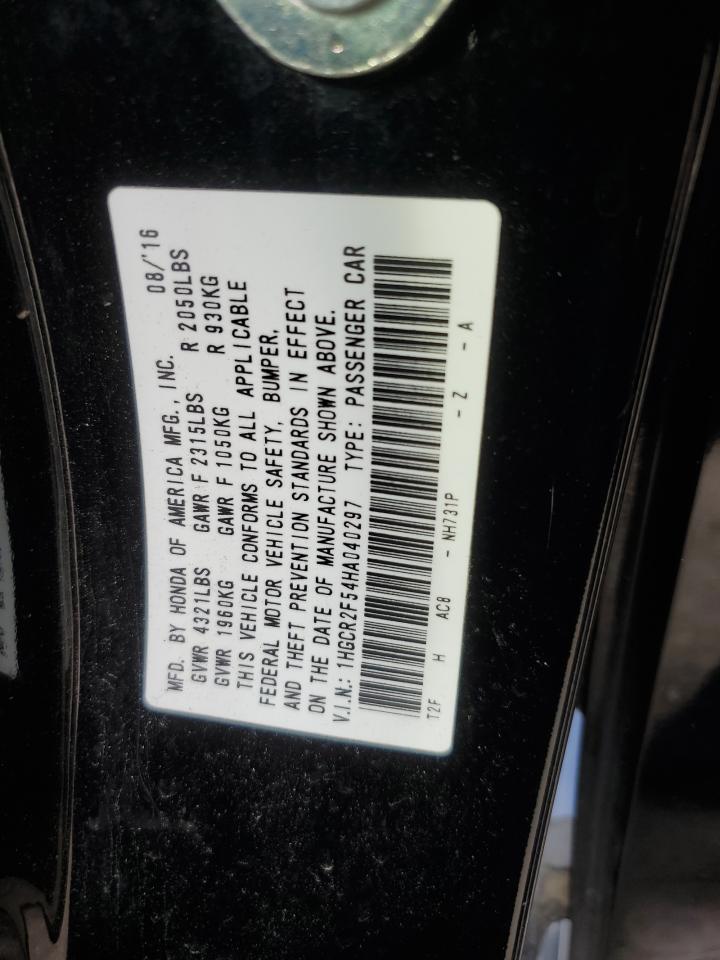 MFD. BY HONDA OF AMERICA MFG., INC. 08/'16
GVWR 4321LBS GAWR F 2315LBS R 2050LBS
GVWR 1960KG GAWR F 1050KG R 930KG
THIS VEHICLE CONFORMS TO ALL APPLICABLE
FEDERAL MOTOR VEHICLE SAFETY, BUMPER,
AND THEFT PREVENTION STANDARDS IN EFFECT
ON THE DATE OF MANUFACTURE SHOWN ABOVE.
V.I.N.: 1HGCR2F54HA040297 TYPE: PASSENGER CAR
T2F H AC8 - NH731P - Z - A